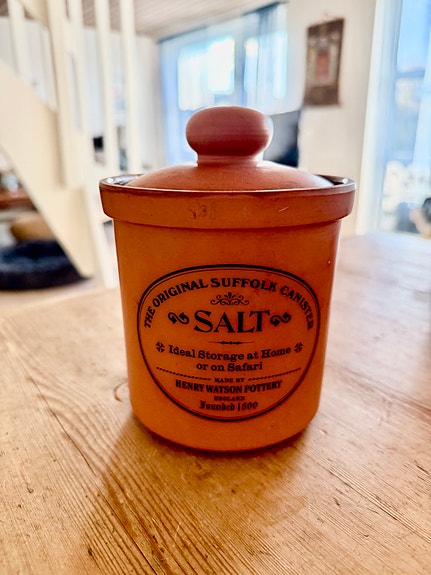 THE ORIGINAL SUFFOLK CANISTER
SALT
Ideal Storage at Home
or on Safari
MADE BY
HENRY WATSON POTTERY
ENGLAND
Founded 1800